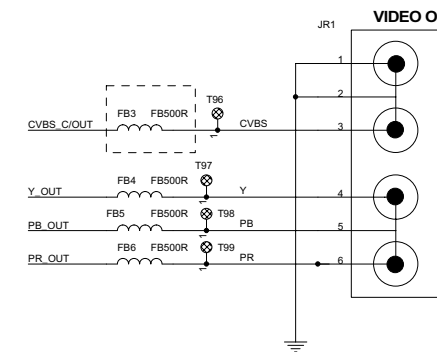 VIDEO O
JR1
1
2
T96
FB3 FB500R
CVBS_C/OUT CVBS 3
T97
FB4 FB500R
Y_OUT Y 4
FB5 FB500R T98
PB_OUT PB 5
FB6 FB500R T99
PR_OUT PR 6